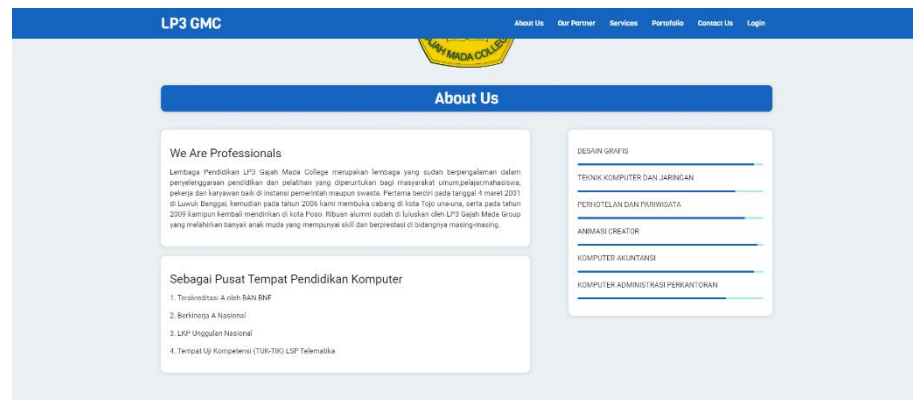 LP3 GMC
About Us Our Partner Services Portofolio Contact Us Login
JAH MADA COLLE
About Us
We Are Professionals
Lembaga Pendidikan LP3 Gajah Mada College merupakan lembaga yang sudah berpengalaman dalam
penyelenggaraan pendidikan dan pelatihan yang diperuntukan bagi masyarakat umum,pelajar,mahasiswa,
pekerja dan karyawan baik di instansi pemerintah maupun swasta. Pertama berdiri pada tanggal 4 maret 2001
di Luwuk Banggai, kemudian pada tahun 2006 kami membuka cabang di kota Tojo una-una, serta pada tahun
2009 kamipun kembali mendirikan di kota Poso. Ribuan alumni sudah di luluskan oleh LP3 Gajah Mada Group
yang melahirkan banyak anak muda yang mempunyai skill dan berprestasi di bidangnya masing-masing.
Sebagai Pusat Tempat Pendidikan Komputer
1. Terakreditasi A oleh BAN BNF
2. Berkinerja A Nasional
3. LKP Unggulan Nasional
4. Tempat Uji Kompetensi (TUK-TIK) LSP Telematika
DESAIN GRAFIS
TEKNIK KOMPUTER DAN JARINGAN
PERHOTELAN DAN PARIWISATA
ANIMASI CREATOR
KOMPUTER AKUNTANSI
KOMPUTER ADMINISTRASI PERKANTORAN